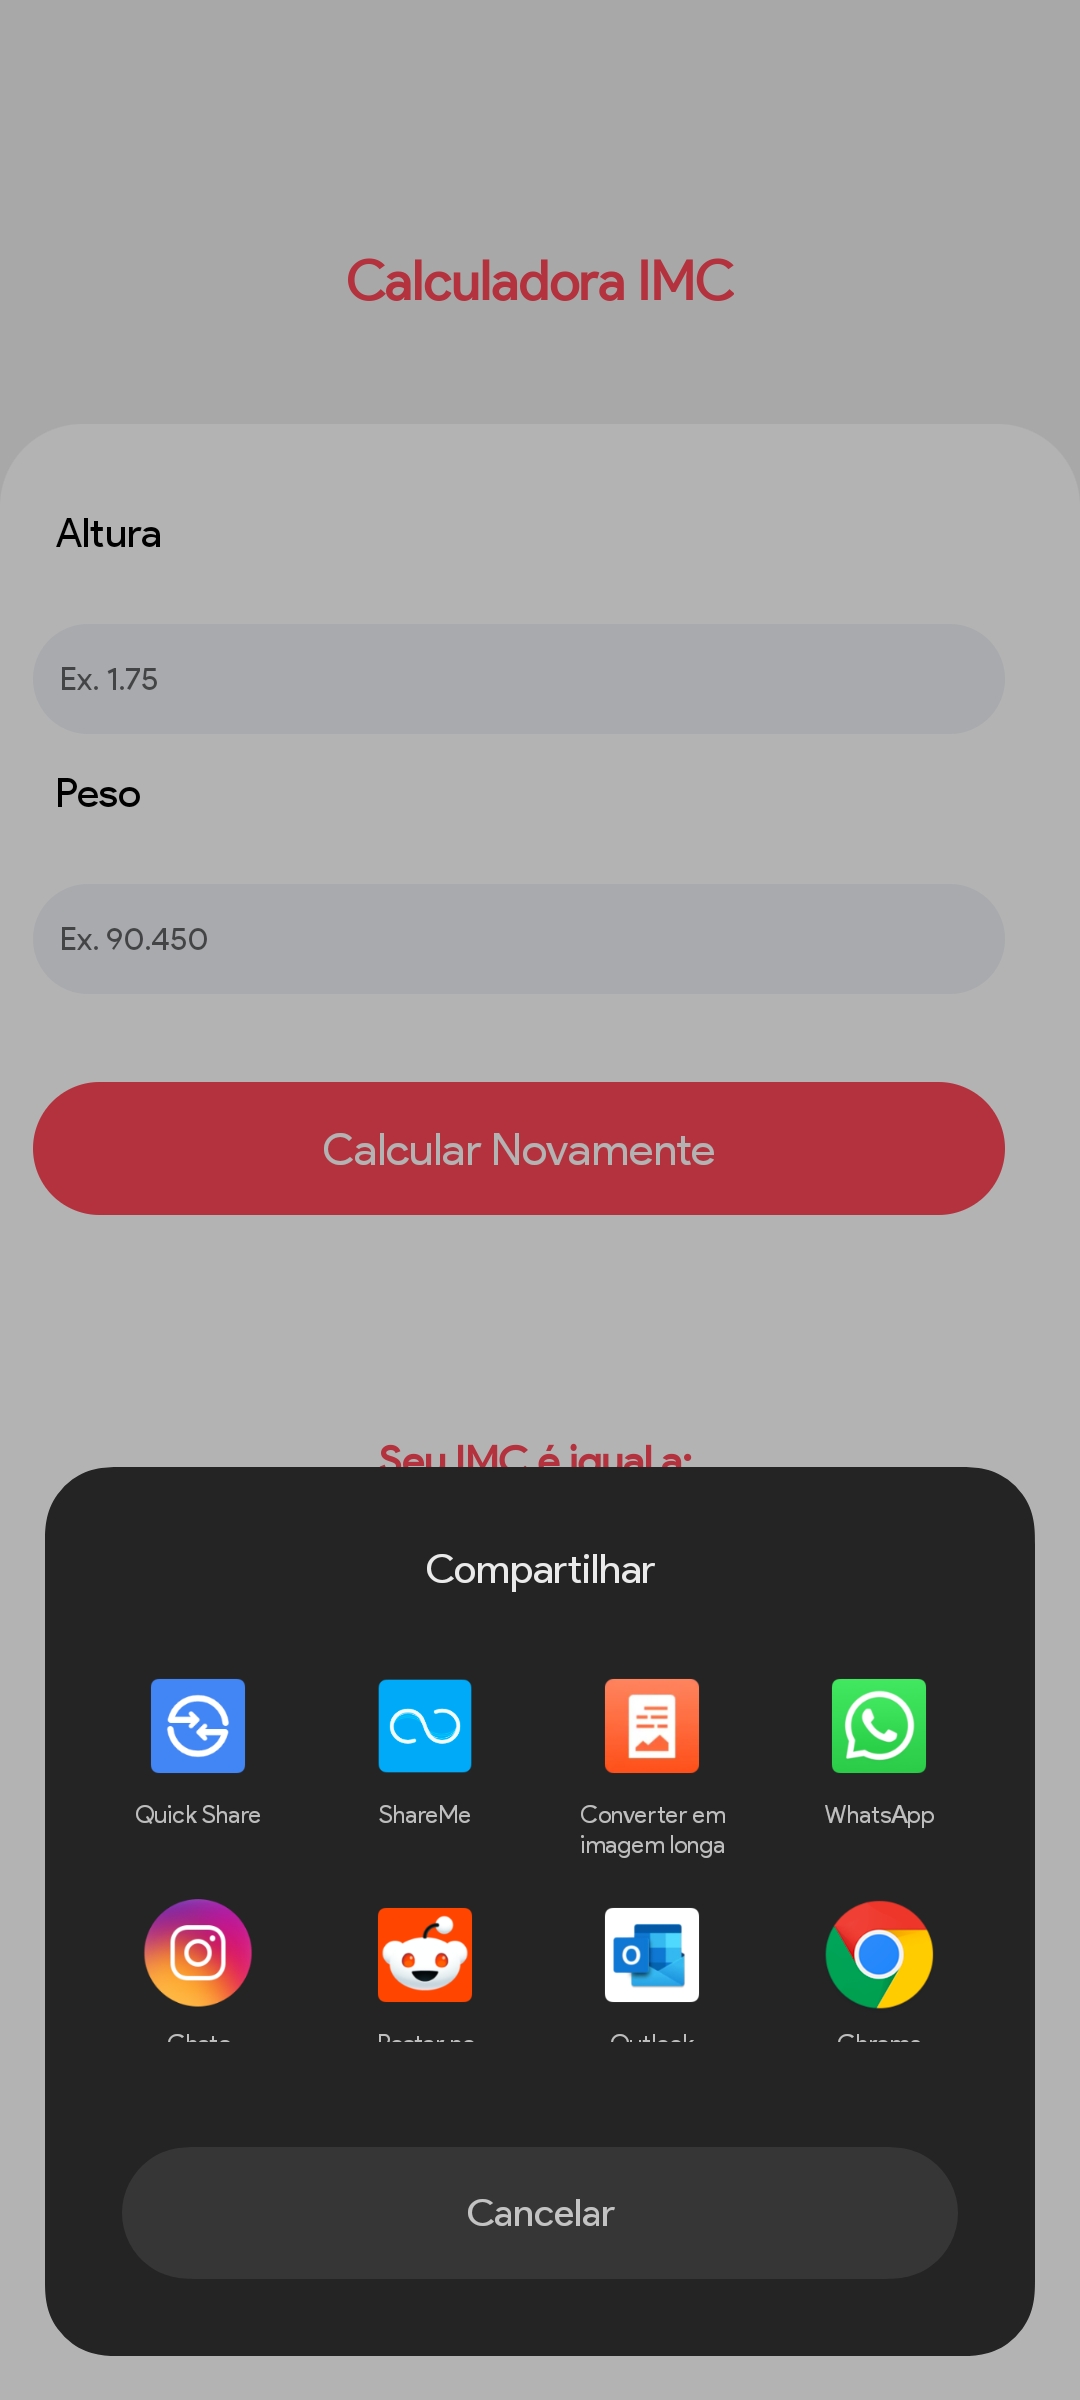 Calculadora IMC
Altura
Ex. 1.75
Peso
Ex. 90.450
Calcular Novamente
Seu IMC é igual a:
Compartilhar
Quick Share
ShareMe
Converter em
imagem longa
WhatsApp
Chats
Postar no
Outlook
Chrome
Cancelar